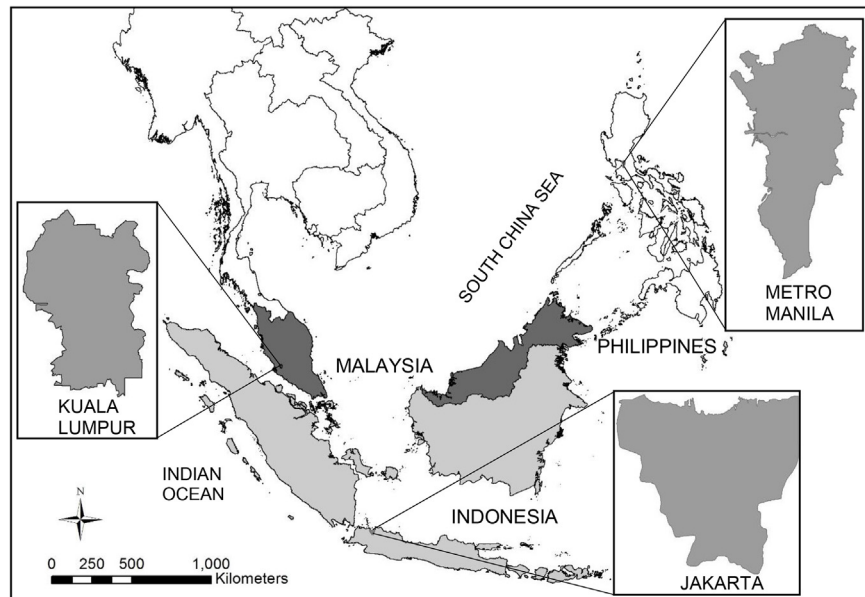 METRO
MANILA
SOUTH CHINA SEA
PHILIPPINES
MALAYSIA
KUALA
LUMPUR
INDIAN
OCEAN
INDONESIA
JAKARTA
N
0 250 500 1,000
Kilometers